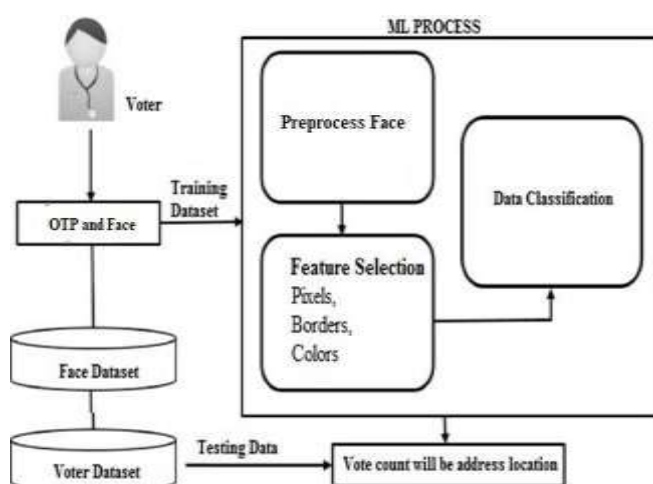 ML PROCESS
Voter
Preprocess Face
Training
Dataset
Data Classification
OTP and Face
Feature Selection
Pixels,
Borders,
Colors
Face Dataset
Testing Data
Voter Dataset
Vote count will be address location